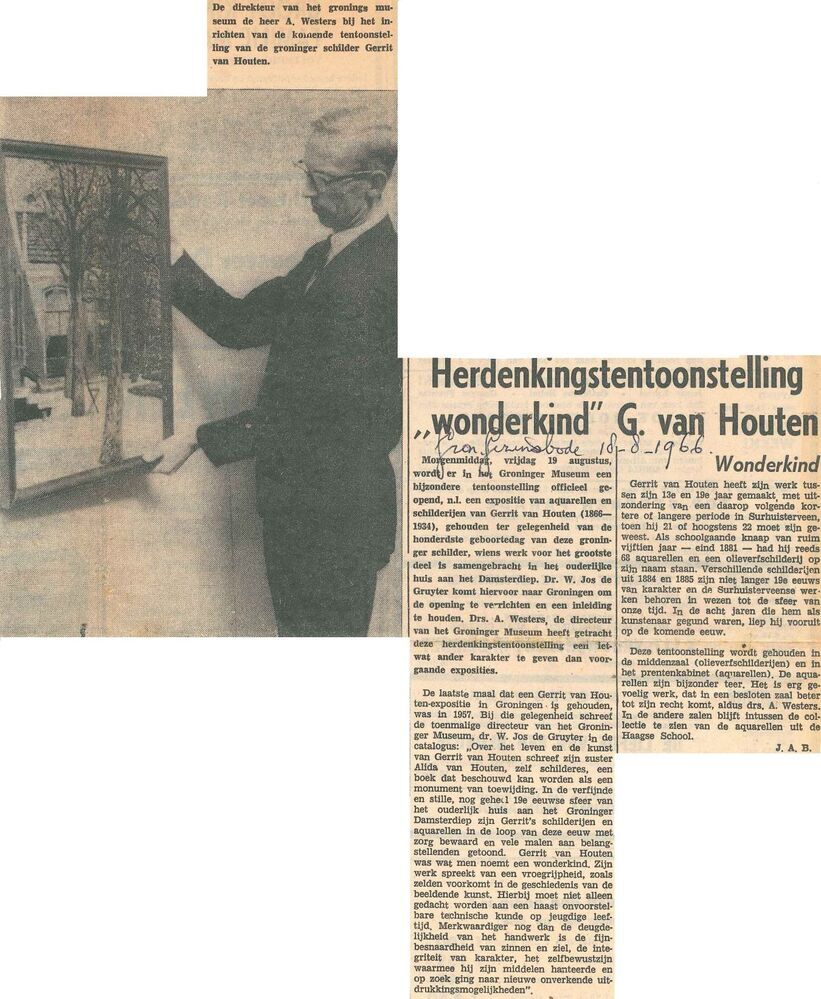 De direkteur van het gronings mu-
seum de heer A. Westers bij het in-
richten van de komende tentoonstel-
ling van de groninger schilder Gerrit
van Houten.
Herdenkingstentoonstelling
„wonderkind" G. van Houten
Gron. Gezinsbode 18-8-1966.
Morgenmiddag, vrijdag 19 augustus,
wordt er in het Groninger Museum een
bijzondere tentoonstelling officieel ge-
opend, n.l. een expositie van aquarellen en
schilderijen van Gerrit van Houten (1866—
1934), gehouden ter gelegenheid van de
honderdste geboortedag van deze gronin-
ger schilder, wiens werk voor het grootste
deel is samengebracht in het ouderlijke
huis aan het Damsterdiep. Dr. W. Jos de
Gruyter komt hiervoor naar Groningen om
de opening te verrichten en een inleiding
te houden. Drs. A. Westers, de directeur
van het Groninger Museum heeft getracht
deze herdenkingstentoonstelling een iet-
wat ander karakter te geven dan voor-
gaande exposities.
De laatste maal dat een Gerrit van Hou-
ten-expositie in Groningen is gehouden,
was in 1957. Bij die gelegenheid schreef
de toenmalige directeur van het Gronin-
ger Museum, dr. W. Jos de Gruyter in de
catalogus: „Over het leven en de kunst
van Gerrit van Houten schreef zijn zuster
Alida van Houten, zelf schilderes, een
boek dat beschouwd kan worden als een
monument van toewijding. In de verfijnde
en stille, nog geheel 19e eeuwse sfeer van
het ouderlijk huis aan het Groninger
Damsterdiep zijn Gerrit's schilderijen en
aquarellen in de loop van deze eeuw met
zorg bewaard en vele malen aan belang-
stellenden getoond. Gerrit van Houten
was wat men noemt een wonderkind. Zijn
werk spreekt van een vroegrijpheid, zoals
zelden voorkomt in de geschiedenis van de
beeldende kunst. Hierbij moet niet alleen
gedacht worden aan een haast onvoorstel-
bare technische kunde op jeugdige leef-
tijd. Merkwaardiger nog dan de deugde-
lijkheid van het handwerk is de fijn-
besnaardheid van zinnen en ziel, de inte-
griteit van karakter, het zelfbewustzijn
waarmee hij zijn middelen hanteerde en
op zoek ging naar nieuwe onverkende uit-
drukkingsmogelijkheden".
Wonderkind
Gerrit van Houten heeft zijn werk tus-
sen zijn 13e en 19e jaar gemaakt, met uit-
zondering van een daarop volgende kor-
tere of langere periode in Surhuisterveen,
toen hij 21 of hoogstens 22 moet zijn ge-
weest. Als schoolgaande knaap van ruim
vijftien jaar — eind 1881 — had hij reeds
68 aquarellen en een olieverfschilderij op
zijn naam staan. Verschillende schilderijen
uit 1884 en 1885 zijn niet langer 19e eeuws
van karakter en de Surhuisterveense wer-
ken behoren in wezen tot de sfeer van
onze tijd. In de acht jaren die hem als
kunstenaar gegund waren, liep hij vooruit
op de komende eeuw.
Deze tentoonstelling wordt gehouden in
de middenzaal (olieverfschilderijen) en in
het prentenkabinet (aquarellen). De aqua-
rellen zijn bijzonder teer. Het is erg ge-
voelig werk, dat in een besloten zaal beter
tot zijn recht komt, aldus drs. A. Westers.
In de andere zalen blijft intussen de col-
lectie te zien van de aquarellen uit de
Haagse School.
J. A. B.